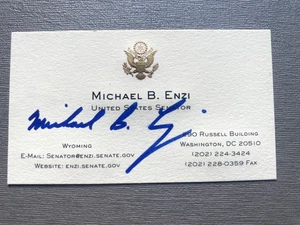 MICHAEL B. ENZI
UNITED STATES SENATOR
Michael B. Enzi
WYOMING
E-MAIL: SENATOR@ENZI.SENATE.GOV
WEBSITE: ENZI.SENATE.GOV
RUSSELL BUILDING
WASHINGTON, DC 20510
(202) 224-3424
(202) 228-0359 FAX